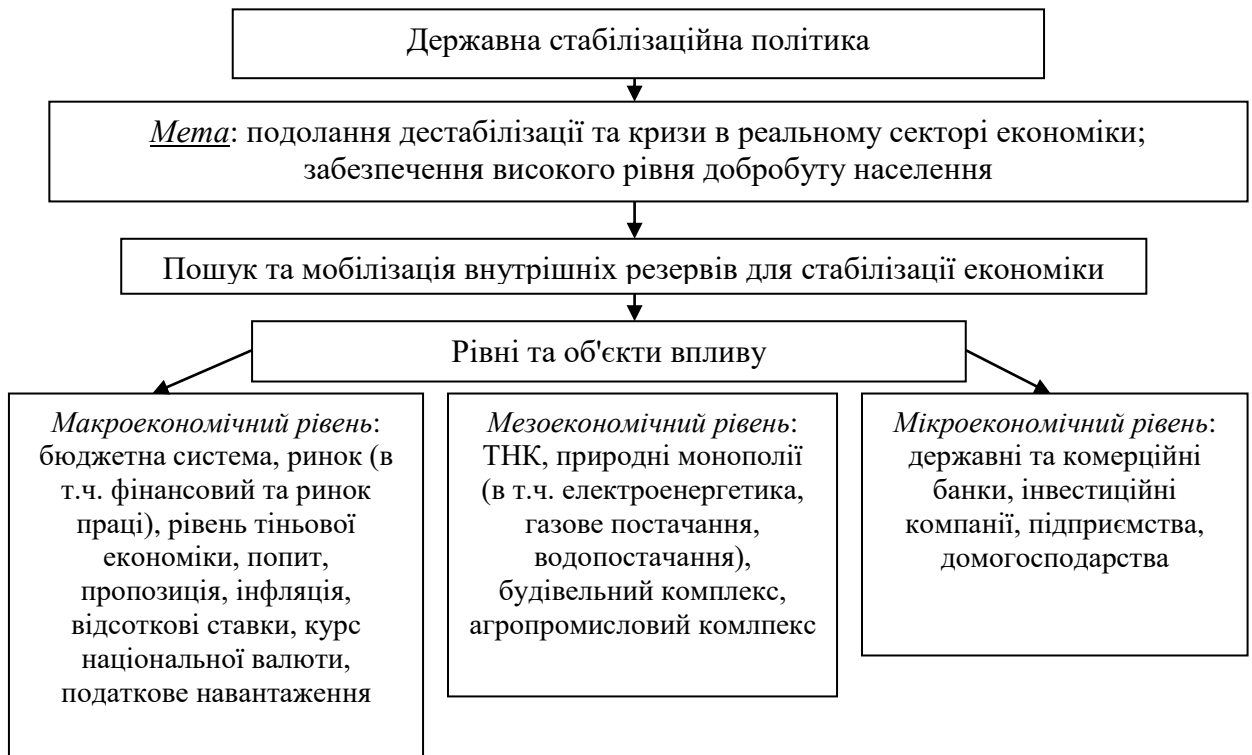 Державна стабілізаційна політика
Мета: подолання дестабілізації та кризи в реальному секторі економіки;
забезпечення високого рівня добробуту населення
Пошук та мобілізація внутрішніх резервів для стабілізації економіки
Рівні та об'єкти впливу
Макроекономічний рівень:
бюджетна система, ринок (в
т.ч. фінансовий та ринок
праці), рівень тіньової
економіки, попит,
пропозиція, інфляція,
відсоткові ставки, курс
національної валюти,
податкове навантаження
Мезоекономічний рівень:
ТНК, природні монополії
(в т.ч. електроенергетика,
газове постачання,
водопостачання),
будівельний комплекс,
агропромисловий комлпекс
Мікроекономічний рівень:
державні та комерційні
банки, інвестиційні
компанії, підприємства,
домогосподарства